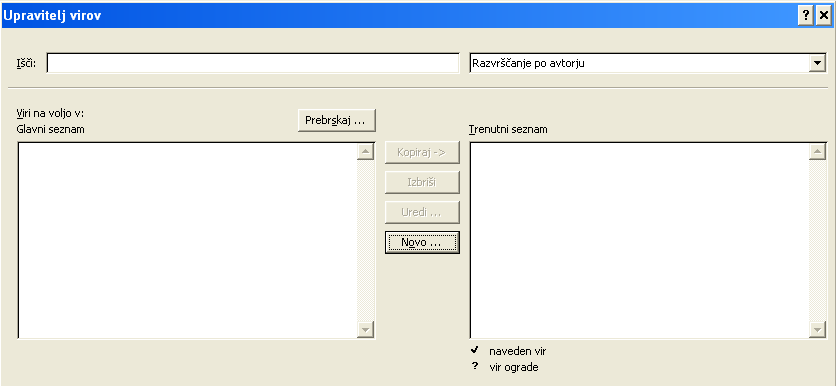 Upravitelj virov
Išči:
Razvrščanje po avtorju
Viri na voljo v:
Glavni seznam
Prebrskaj ...
Trenutni seznam
Kopiraj ->
Izbriši
Uredi ...
Novo ...
naveden vir
? vir ograde